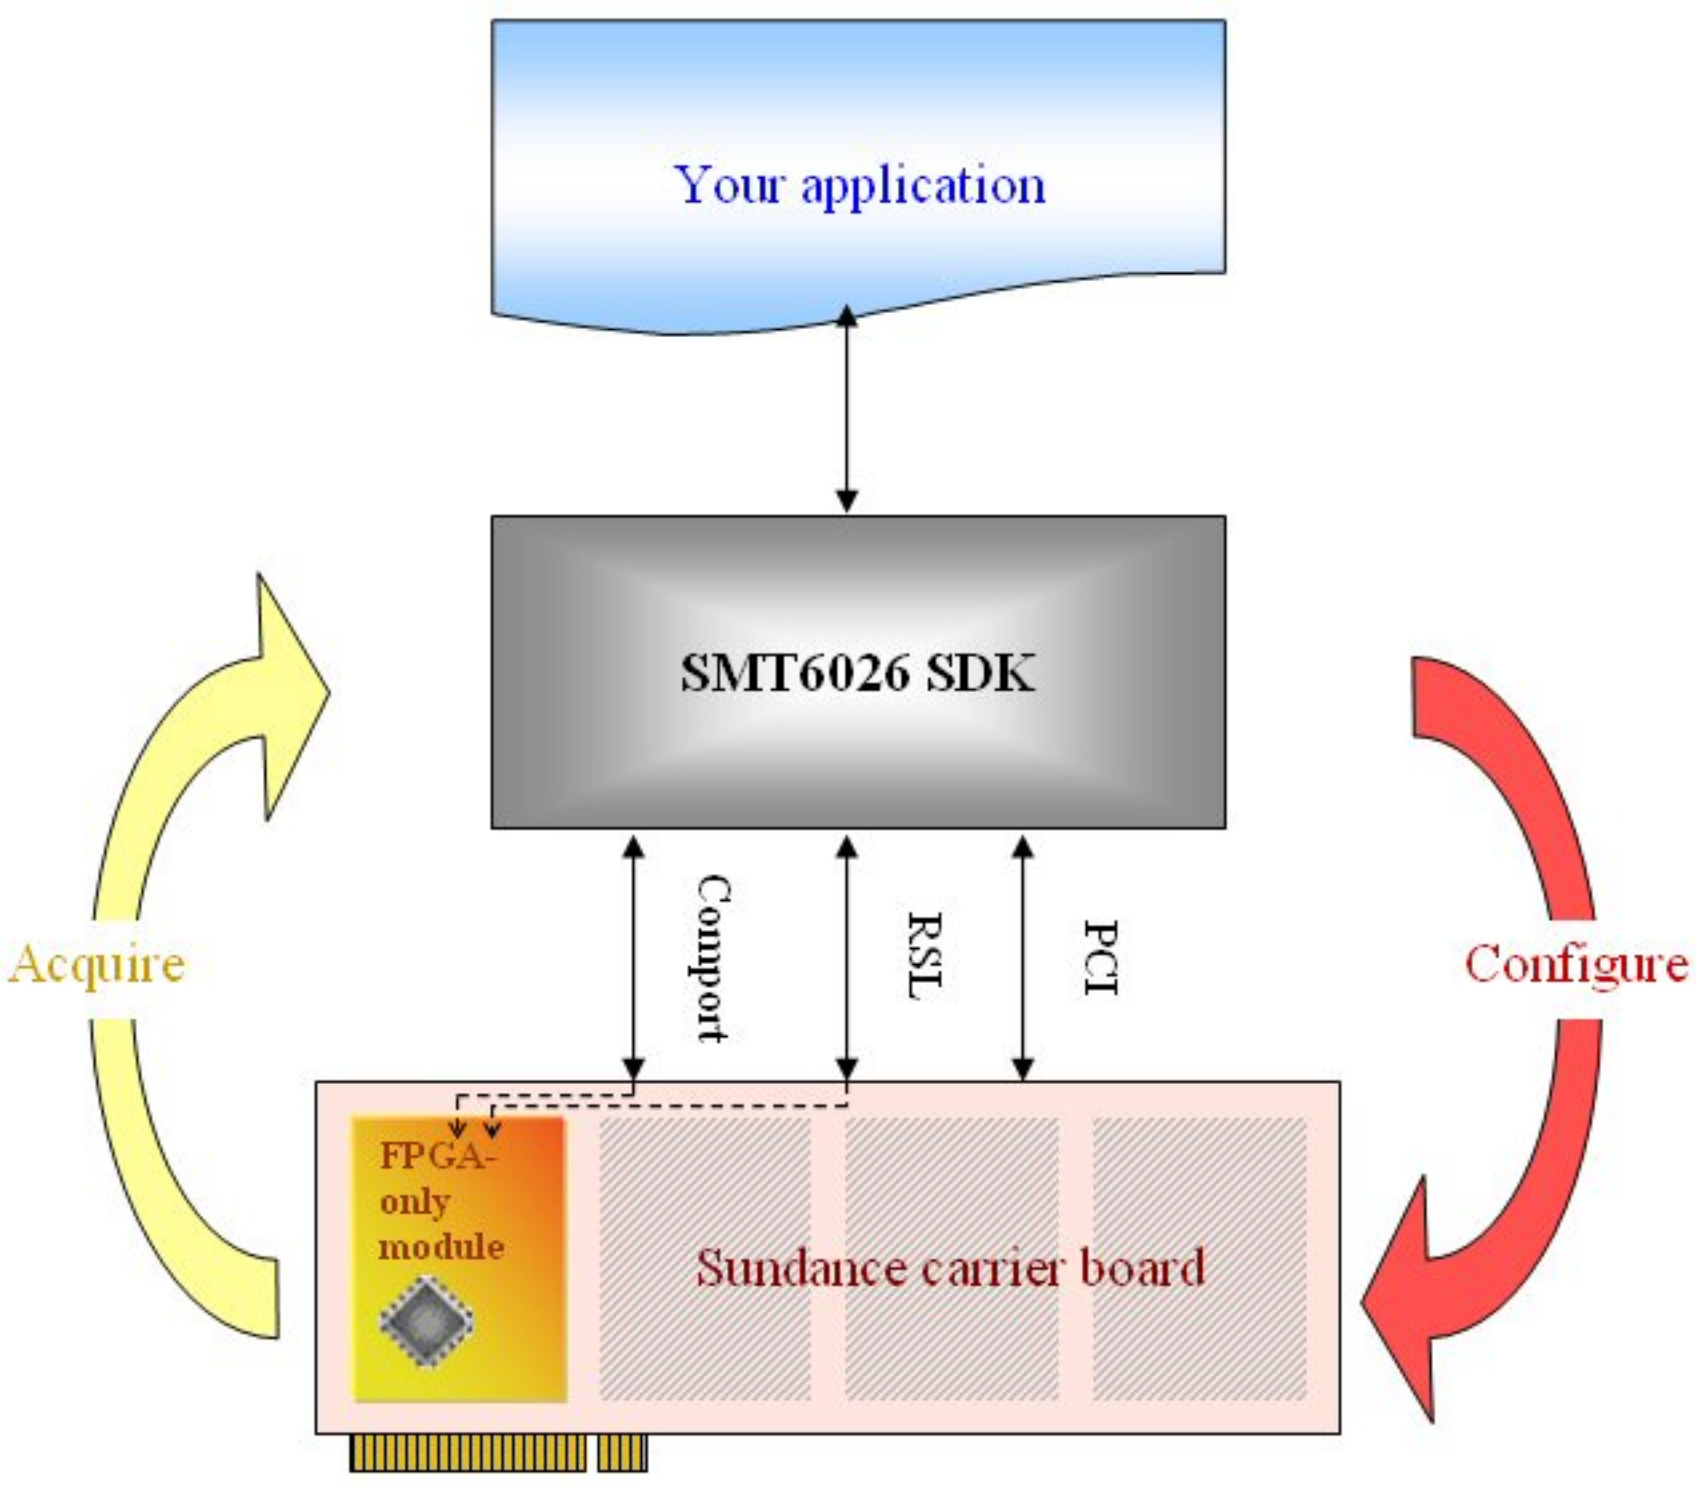 Your application
SMT6026 SDK
Comport
RSL
PCI
Acquire
Configure
FPGA-
only
module
Sundance carrier board